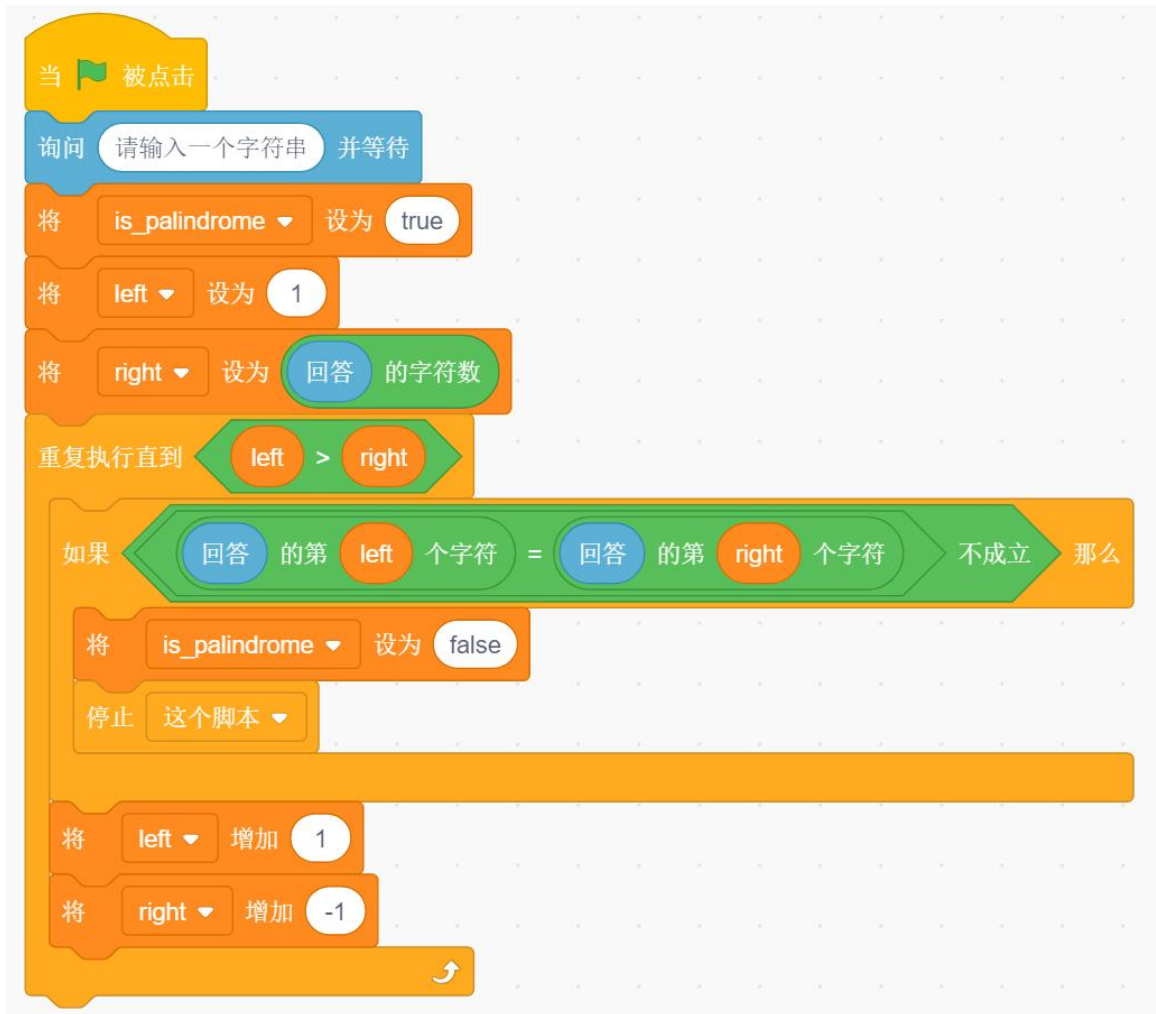 当 被点击
询问 请输入一个字符串 并等待
将 is_palindrome 设为 true
将 left 设为 1
将 right 设为 回答 的字符数
重复执行直到 left > right
如果 回答 的第 left 个字符 = 回答 的第 right 个字符 不成立 那么
将 is_palindrome 设为 false
停止 这个脚本
将 left 增加 1
将 right 增加 -1